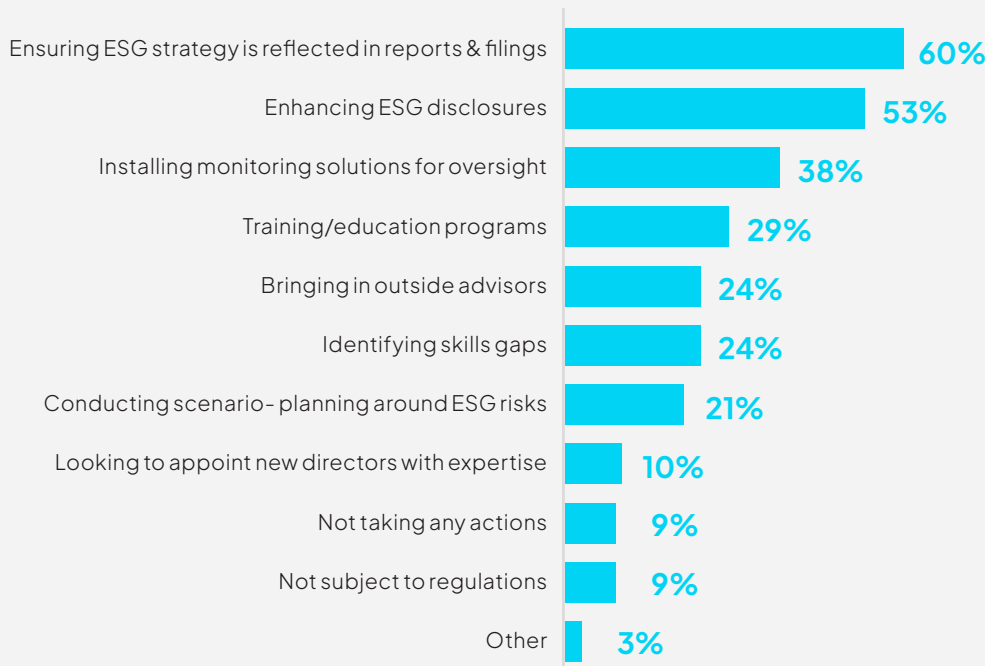 Ensuring ESG strategy is reflected in reports & filings 60%
Enhancing ESG disclosures 53%
Installing monitoring solutions for oversight 38%
Training/education programs 29%
Bringing in outside advisors 24%
Identifying skills gaps 24%
Conducting scenario- planning around ESG risks 21%
Looking to appoint new directors with expertise 10%
Not taking any actions 9%
Not subject to regulations 9%
Other 3%